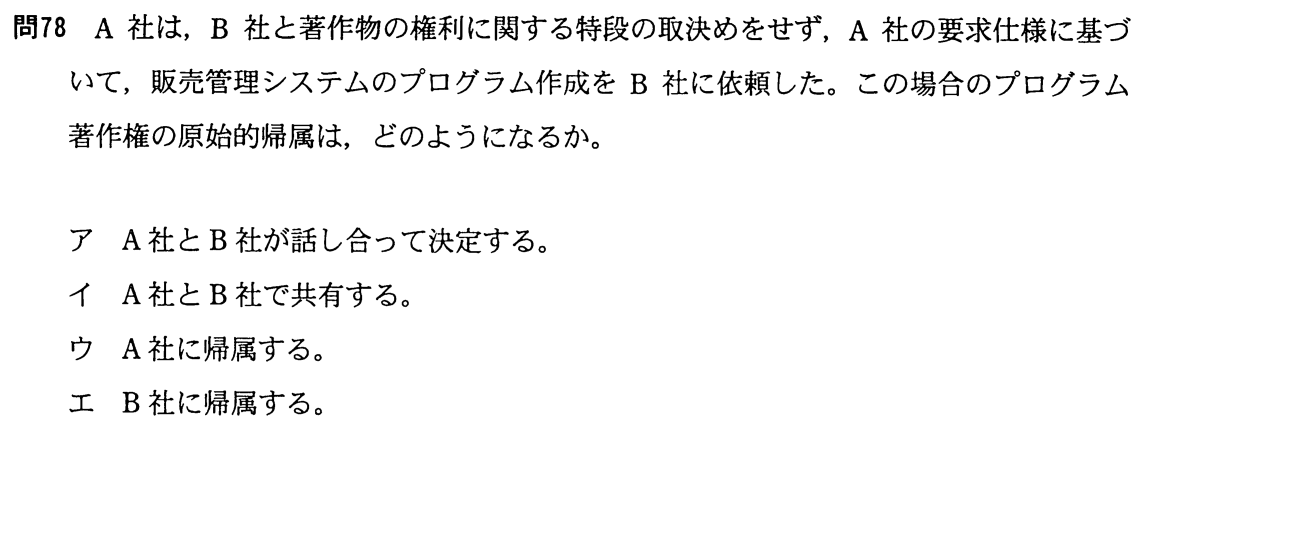 問78 A 社は，B 社と著作物の権利に関する特段の取決めをせず，A 社の要求仕様に基づ
いて，販売管理システムのプログラム作成を B 社に依頼した。この場合のプログラム
著作権の原始的帰属は，どのようになるか。
ア A 社と B 社が話し合って決定する。
イ A 社と B 社で共有する。
ウ A 社に帰属する。
エ B 社に帰属する。